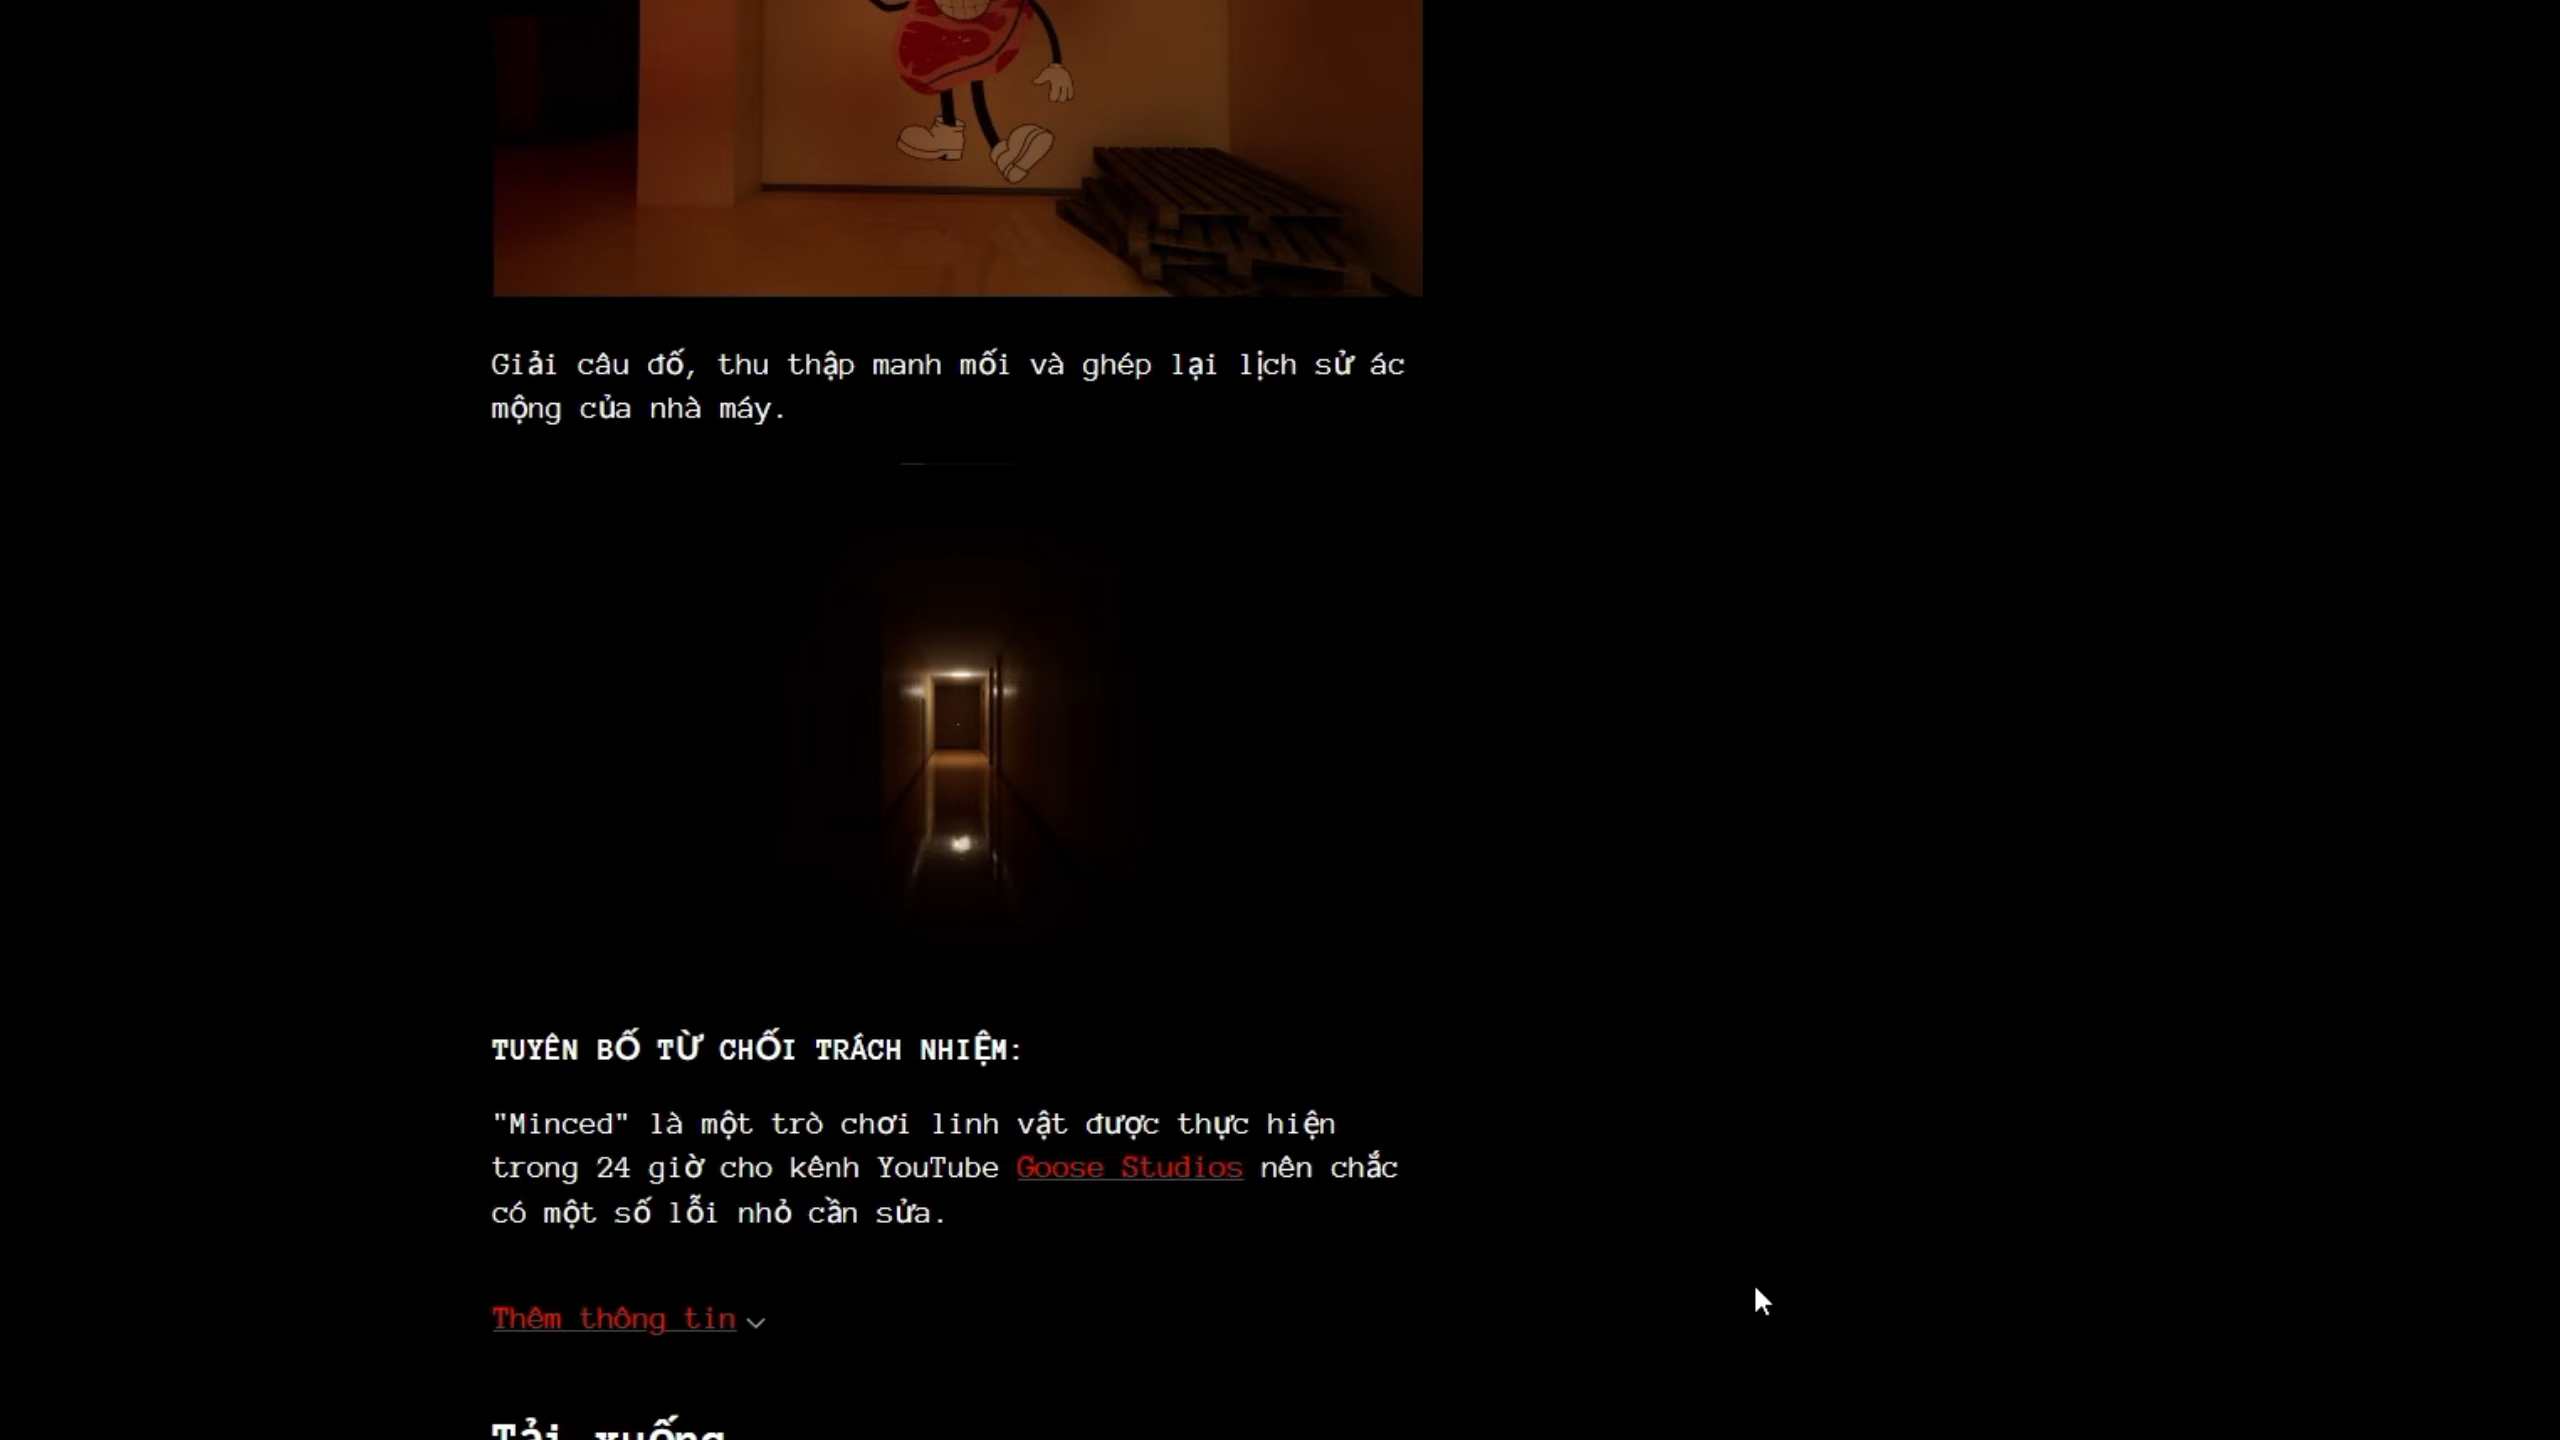 Giải câu đố, thu thập manh mối và ghép lại lịch sử ác
mộng của nhà máy.
TUYÊN BỐ TỪ CHỐI TRÁCH NHIỆM:
"Minced" là một trò chơi linh vật được thực hiện
trong 24 giờ cho kênh YouTube Goose Studios nên chắc
có một số lỗi nhỏ cần sửa.
Thêm thông tin
Tải xuống